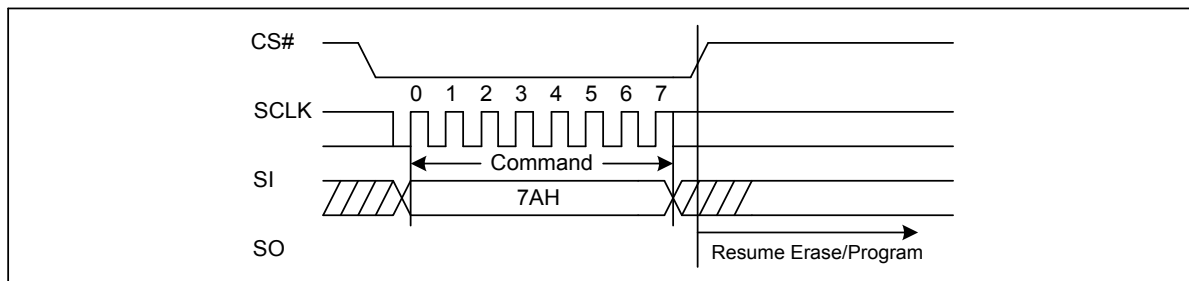 CS#
0 1 2 3 4 5 6 7
SCLK
Command
SI
7AH
SO
Resume Erase/Program